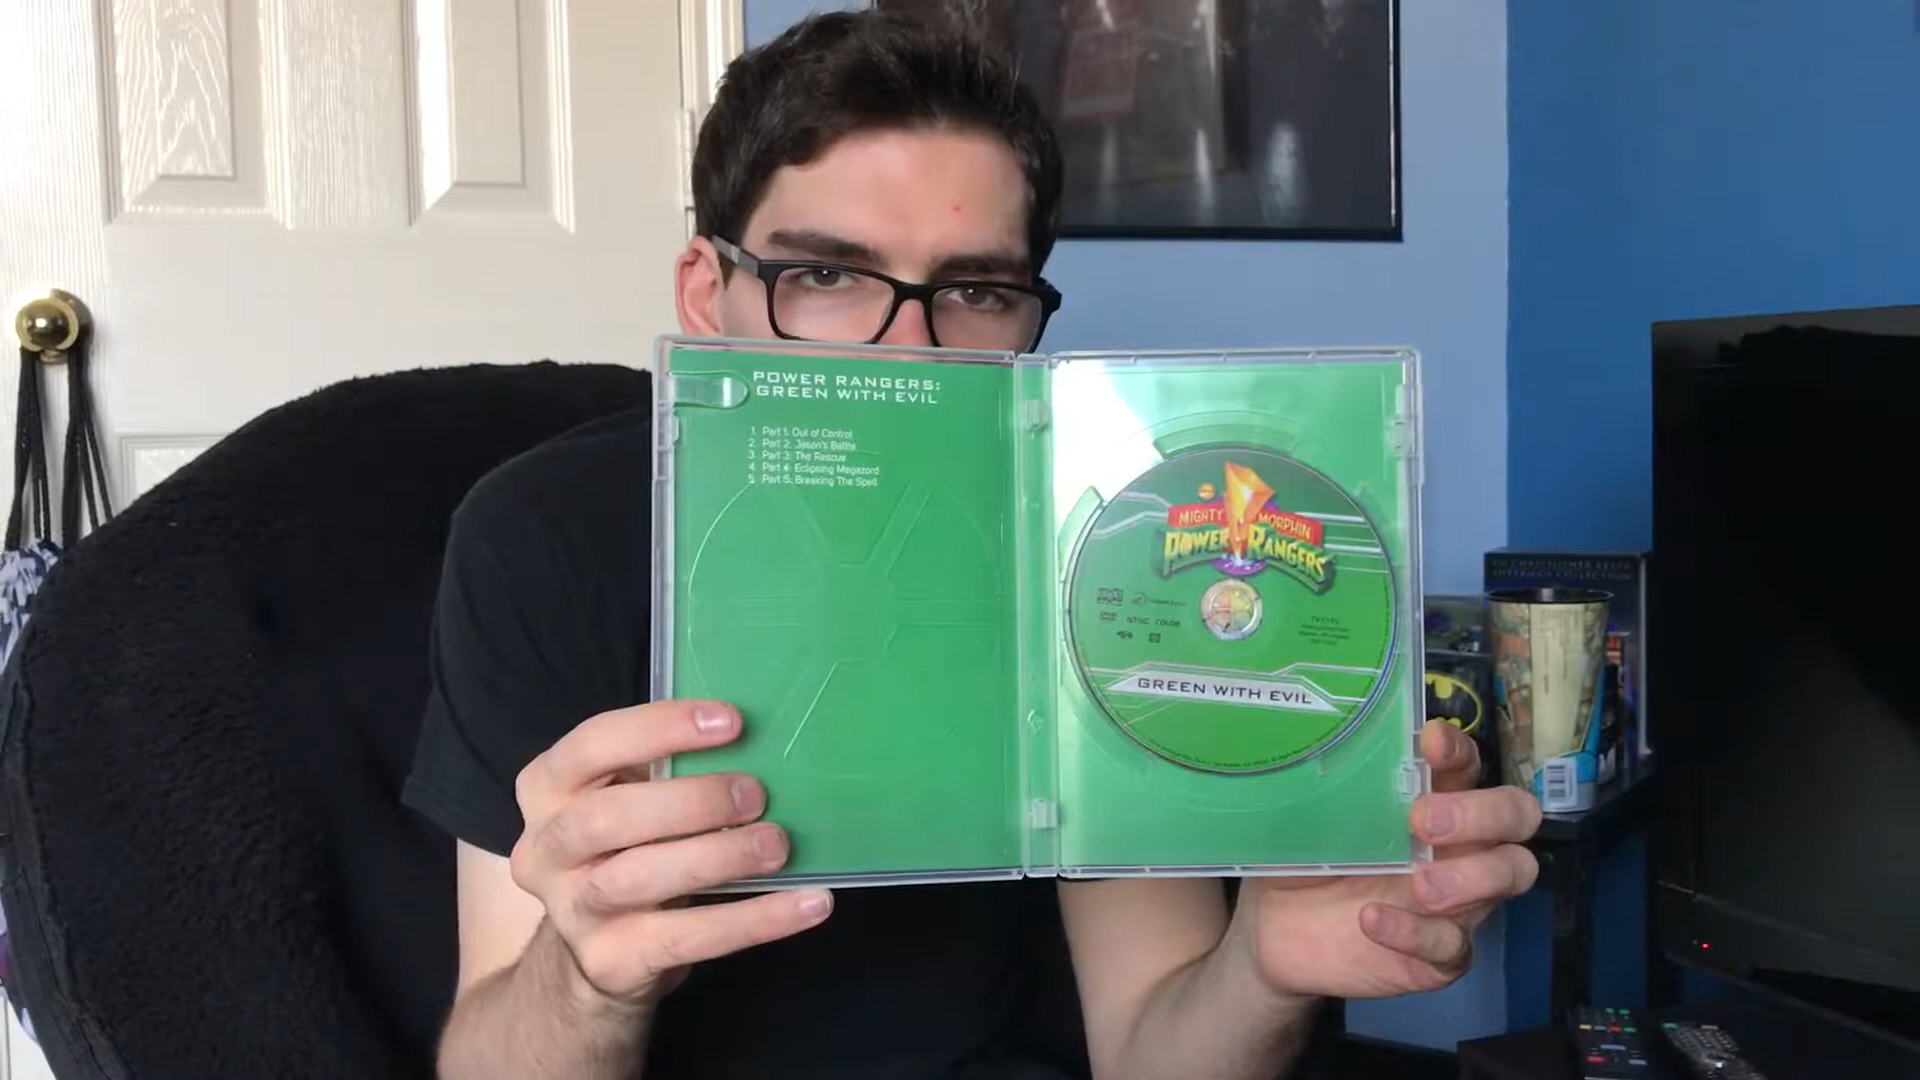 POWER RANGERS:
GREEN WITH EVIL
1. Part 1: Out of Control
2. Part 2: Jason's Battle
3. Part 3: The Rescue
4. Part 4: Eclipsing Megazord
5. Part 5: Breaking The Spell
MIGHTY MORPHIN
POWER RANGERS
NTSC COLOR
GREEN WITH EVIL